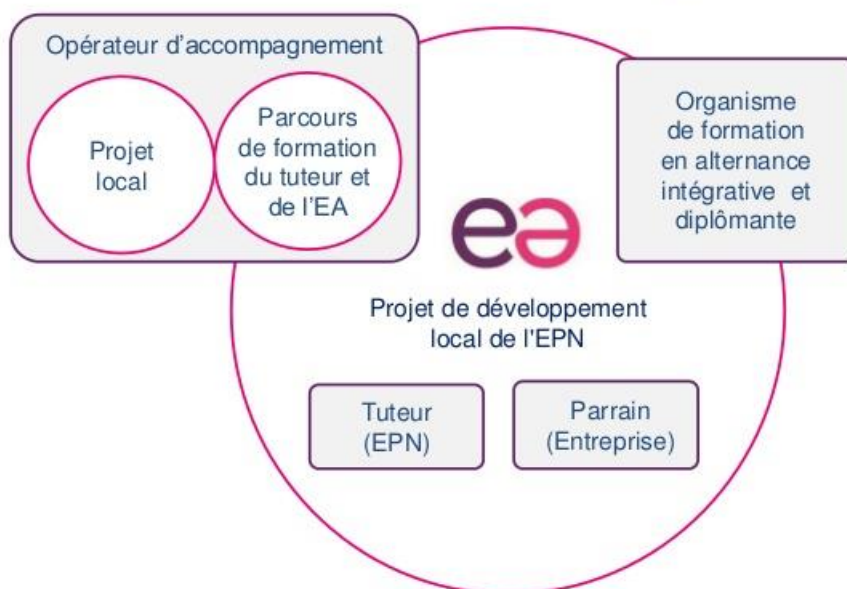 Opérateur d’accompagnement
Projet
local
Parcours
de formation
du tuteur et
de l’EA
Organisme
de formation
en alternance
intégrative et
diplômante
ea
Projet de développement
local de l'EPN
Tuteur
(EPN)
Parrain
(Entreprise)